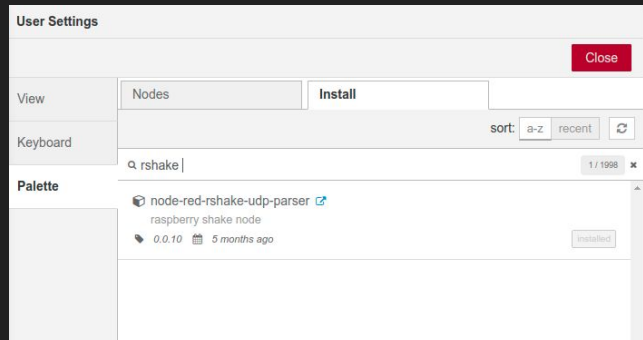 User Settings
Close
View
Keyboard
Palette
Nodes
Install
sort: a-z recent
rshake
1 / 1998 ×
node-red-rshake-udp-parser
raspberry shake node
0.0.10 5 months ago
installed